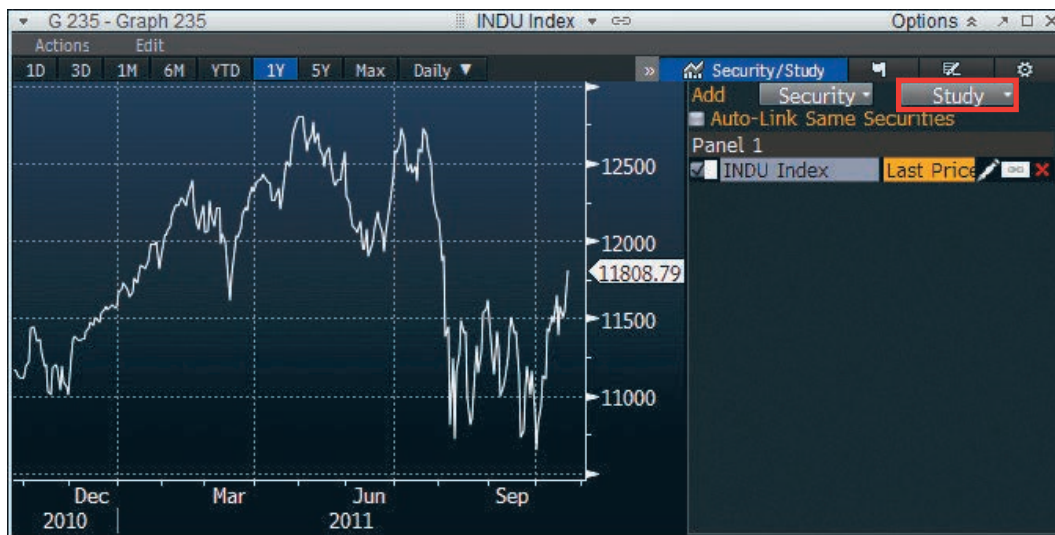 G 235 - Graph 235 INDU Index Options
Actions Edit
1D 3D 1M 6M YTD 1Y 5Y Max Daily ▼ » Security/Study
Add Security Study
Auto-Link Same Securities
Panel 1
INDU Index Last Price
12500
12000
11808.79
11500
11000
Dec Mar Jun Sep
2010 2011